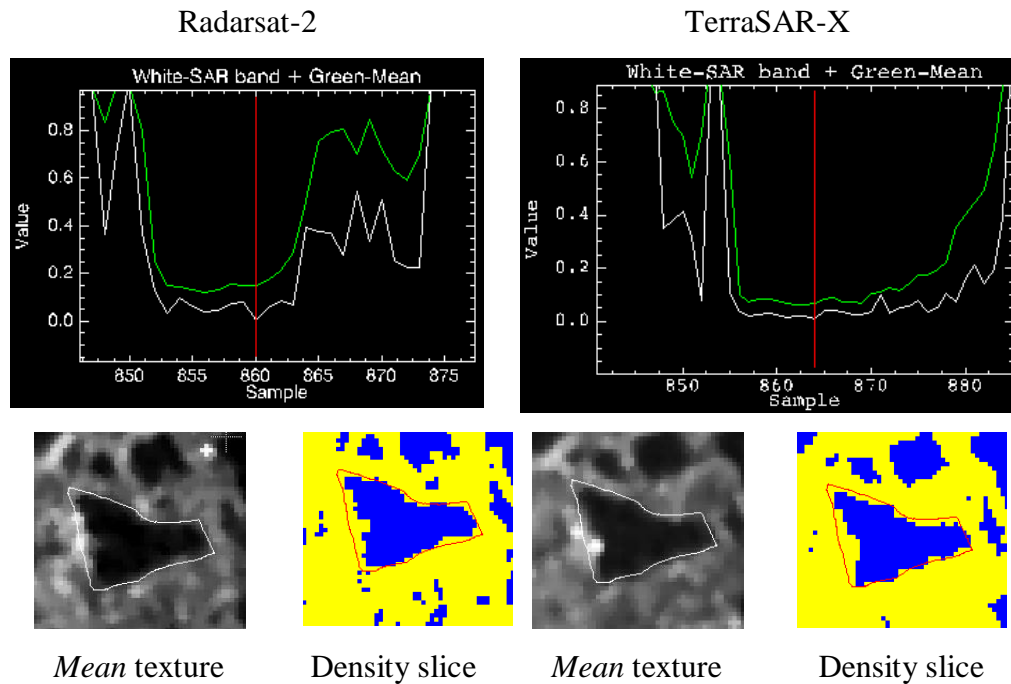 Radarsat-2
TerraSAR-X
White-SAR band + Green-Mean
0.8
0.6
0.4
0.2
0.0
Value
850 855 860 865 870 875
Sample
White-SAR band + Green-Mean
0.8
0.6
0.4
0.2
0.0
Value
850 860 870 880
Sample
Mean texture
Density slice
Mean texture
Density slice